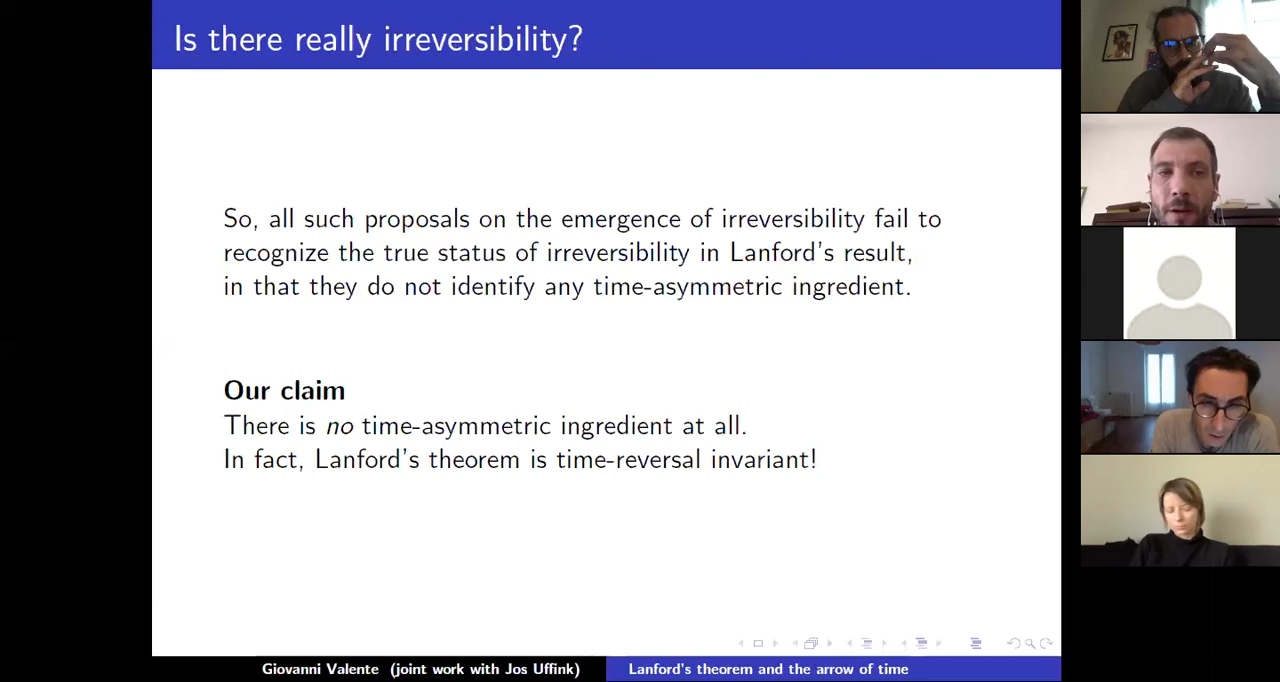 Is there really irreversibility?
So, all such proposals on the emergence of irreversibility fail to
recognize the true status of irreversibility in Lanford's result,
in that they do not identify any time-asymmetric ingredient.
Our claim
There is no time-asymmetric ingredient at all.
In fact, Lanford's theorem is time-reversal invariant!
Giovanni Valente (joint work with Jos Uffink)
Lanford's theorem and the arrow of time